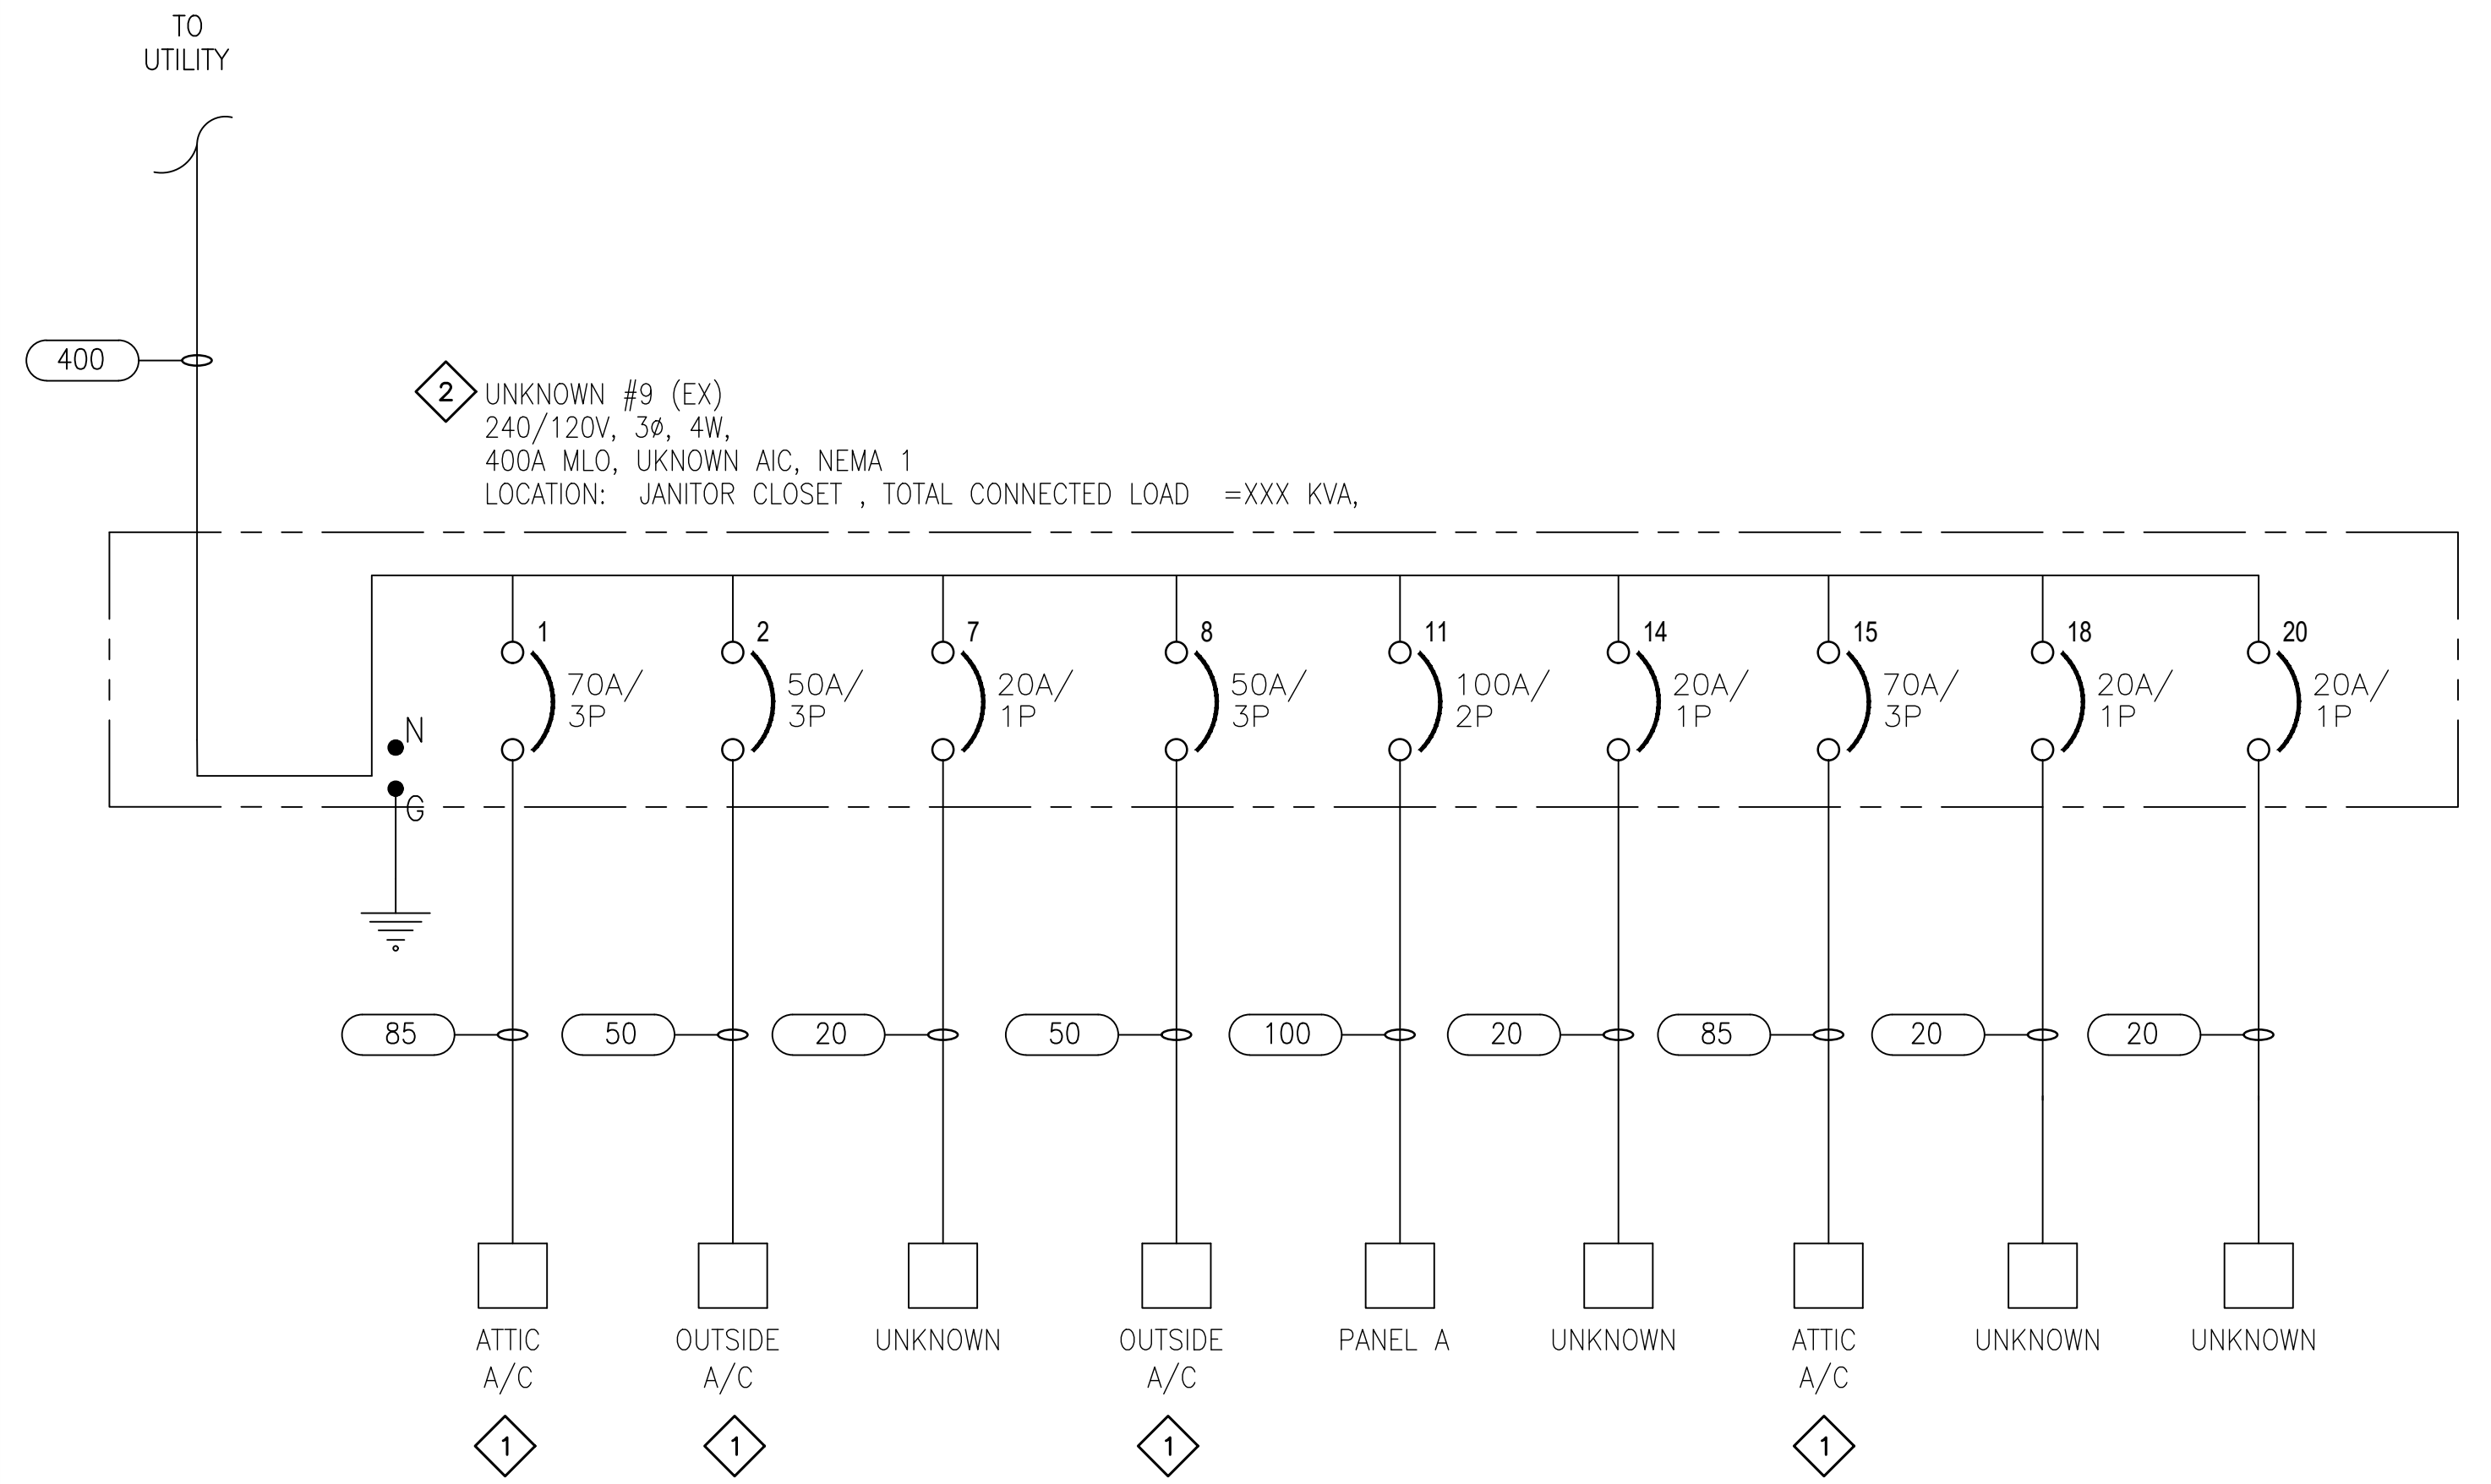 TO
UTILITY
400
2
UNKNOWN #9 (EX)
240/120V, 3ø, 4W,
400A MLO, UKNOWN AIC, NEMA 1
LOCATION: JANITOR CLOSET , TOTAL CONNECTED LOAD =XXX KVA,
N
G
1
70A/
3P
2
50A/
3P
7
20A/
1P
8
50A/
3P
11
100A/
2P
14
20A/
1P
15
70A/
3P
18
20A/
1P
20
20A/
1P
85
50
20
50
100
20
85
20
20
ATTIC
A/C
1
OUTSIDE
A/C
1
UNKNOWN
OUTSIDE
A/C
1
PANEL A
UNKNOWN
ATTIC
A/C
1
UNKNOWN
UNKNOWN